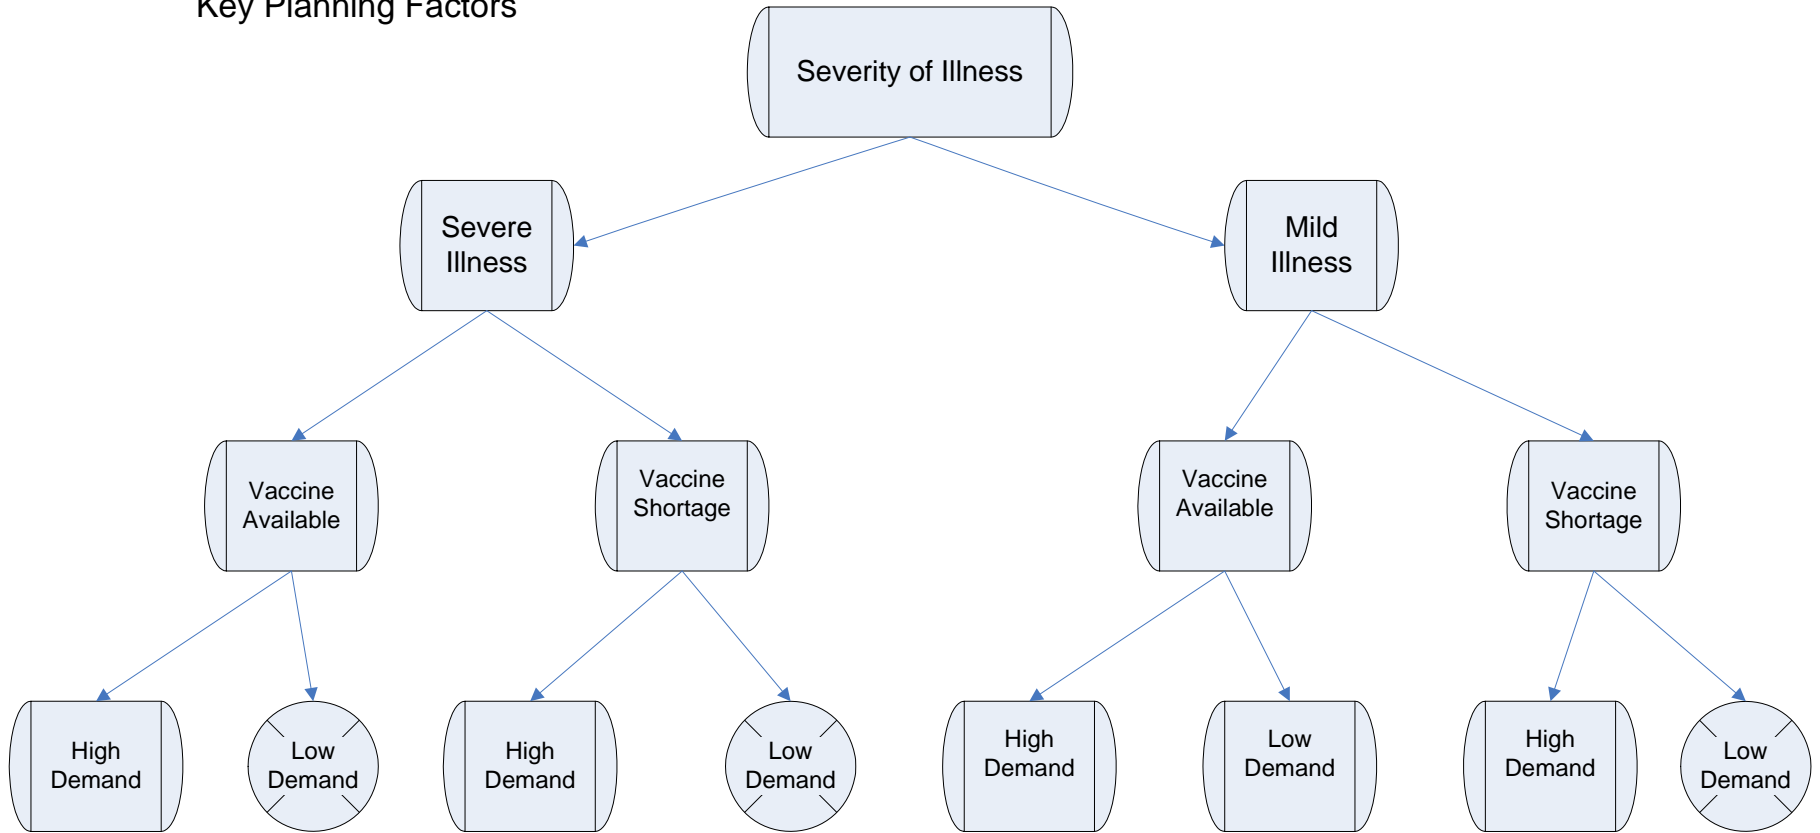 Key Planning Factors
Severity of Illness
Severe
Illness
Mild
Illness
Vaccine
Available
Vaccine
Shortage
Vaccine
Available
Vaccine
Shortage
High
Demand
Low
Demand
High
Demand
Low
Demand
High
Demand
Low
Demand
High
Demand
Low
Demand